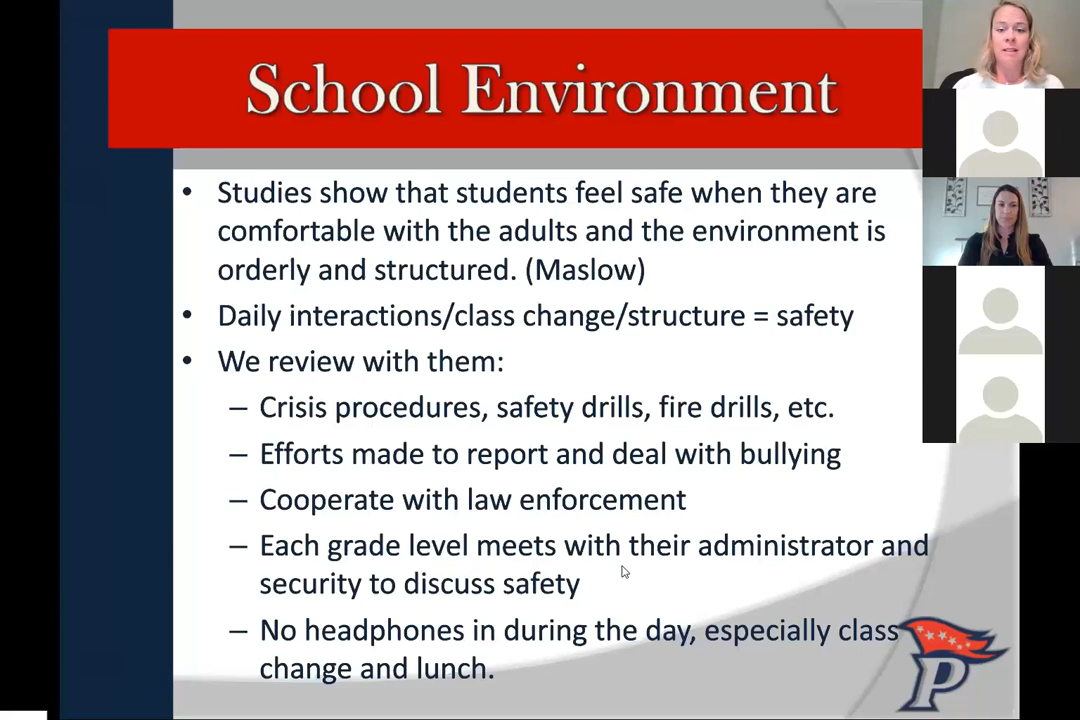 School Environment
• Studies show that students feel safe when they are
comfortable with the adults and the environment is
orderly and structured. (Maslow)
• Daily interactions/class change/structure = safety
• We review with them:
– Crisis procedures, safety drills, fire drills, etc.
– Efforts made to report and deal with bullying
– Cooperate with law enforcement
– Each grade level meets with their administrator and
security to discuss safety
– No headphones in during the day, especially class
change and lunch.
P